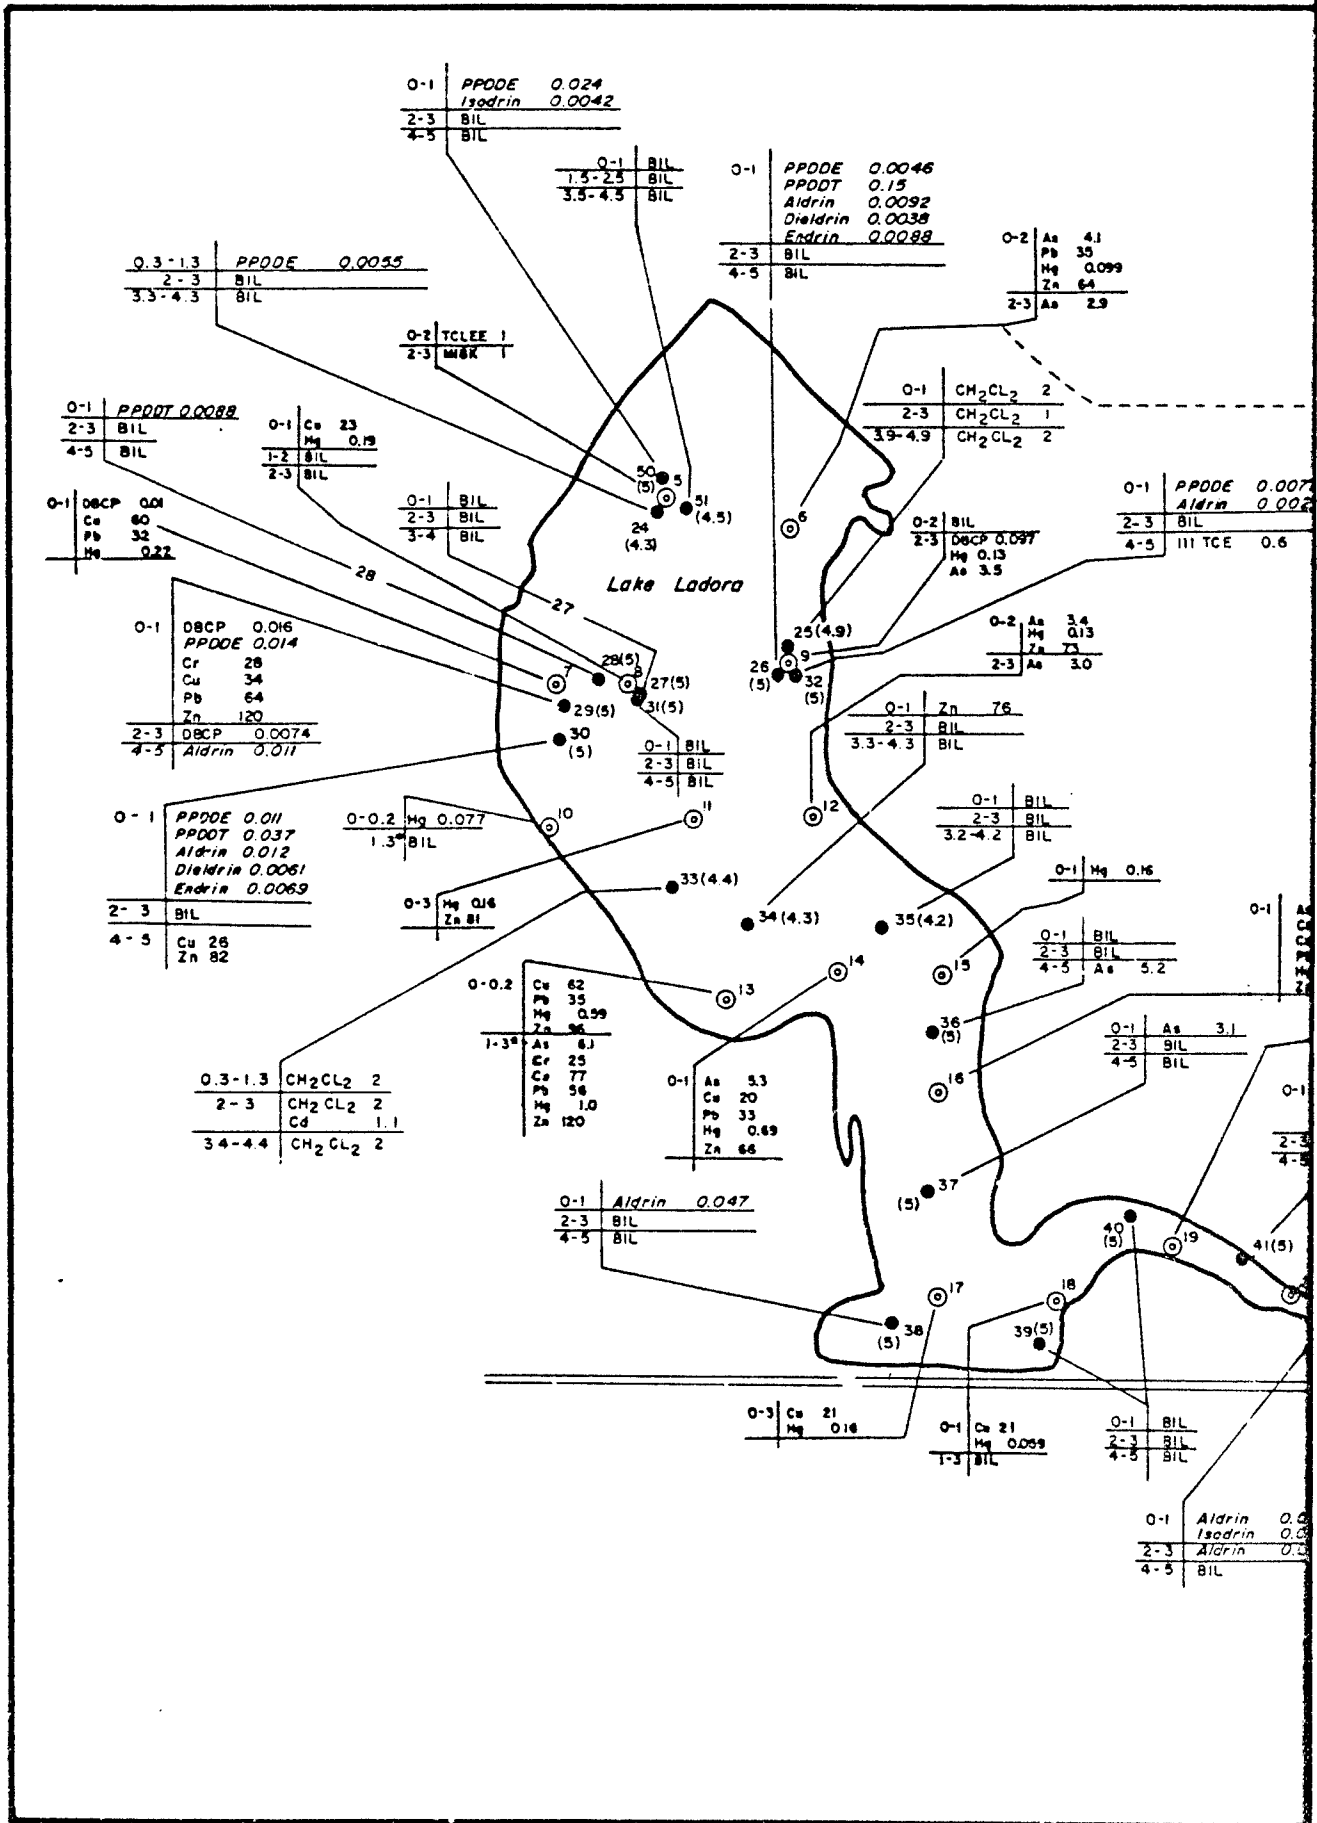 0-1 PPDDE 0.024
Isodrin 0.0042
2-3 BIL
4-5 BIL
0-1 BIL
1.5-2.5 BIL
3.5-4.5 BIL
0-1 PPDDE 0.0046
PPDDT 0.15
Aldrin 0.0092
Dieldrin 0.0038
Endrin 0.0088
2-3 BIL
4-5 BIL
0-2 As 4.1
Pb 35
Hg 0.099
Zn 64
2-3 As 2.9
0.3-1.3 PPDDE 0.0055
2-3 BIL
3.3-4.3 BIL
0-2 TCLEE 1
2-3 MIBK 1
0-1 PPDDT 0.0088
2-3 BIL
4-5 BIL
0-1 Cu 23
Hg 0.19
1-2 BIL
2-3 BIL
0-1 CH2CL2 2
2-3 CH2CL2 1
3.9-4.9 CH2CL2 2
0-1 DBCP 0.01
Cu 60
Pb 32
Hg 0.22
0-1 BIL
2-3 BIL
3-4 BIL
50
(5)
5
51
(4.5)
24
(4.3)
6
0-2 BIL
2-3 DBCP 0.097
Hg 0.13
As 3.5
0-1 PPDDE 0.007
Aldrin 0.002
2-3 BIL
4-5 111 TCE 0.6
28
27
Lake Ladora
0-1 DBCP 0.016
PPDDE 0.014
Cr 28
Cu 34
Pb 64
Zn 120
2-3 DBCP 0.0074
4-5 Aldrin 0.011
25(4.9)
9
26
(5)
32
(5)
0-2 As 3.4
Hg 0.13
Zn 73
2-3 As 3.0
7
28(5)
8
27(5)
31(5)
29(5)
30
(5)
0-1 Zn 76
2-3 BIL
3.3-4.3 BIL
0-1 BIL
2-3 BIL
4-5 BIL
0-1 PPDDE 0.011
PPDDT 0.037
Aldrin 0.012
Dieldrin 0.0061
Endrin 0.0069
2-3 BIL
4-5 Cu 26
Zn 82
0-0.2 Hg 0.077
1.3* BIL
10
11
12
0-1 BIL
2-3 BIL
3.2-4.2 BIL
0-1 Hg 0.16
33(4.4)
0-3 Hg 0.16
Zn 81
34(4.3)
35(4.2)
0-1 BIL
2-3 BIL
4-5 As 5.2
0-1
14
15
13
0-0.2 Cu 62
Pb 35
Hg 0.59
Zn 96
1-3* As 6.1
Cr 25
Cu 77
Pb 56
Hg 1.0
Zn 120
36
(5)
16
0-1 As 3.1
2-3 BIL
4-5 BIL
0.3-1.3 CH2CL2 2
2-3 CH2CL2 2
Cd 1.1
3.4-4.4 CH2CL2 2
0-1 As 5.3
Cu 20
Pb 33
Hg 0.69
Zn 66
0-1
2-3
4-5
37
(5)
0-1 Aldrin 0.047
2-3 BIL
4-5 BIL
40
(5)
19
41(5)
17
18
38
(5)
39(5)
0-3 Cu 21
Hg 0.16
0-1 Cu 21
Hg 0.059
1-3 BIL
0-1 BIL
2-3 BIL
4-5 BIL
0-1 Aldrin 0.0
Isodrin 0.0
2-3 Aldrin 0.0
4-5 BIL